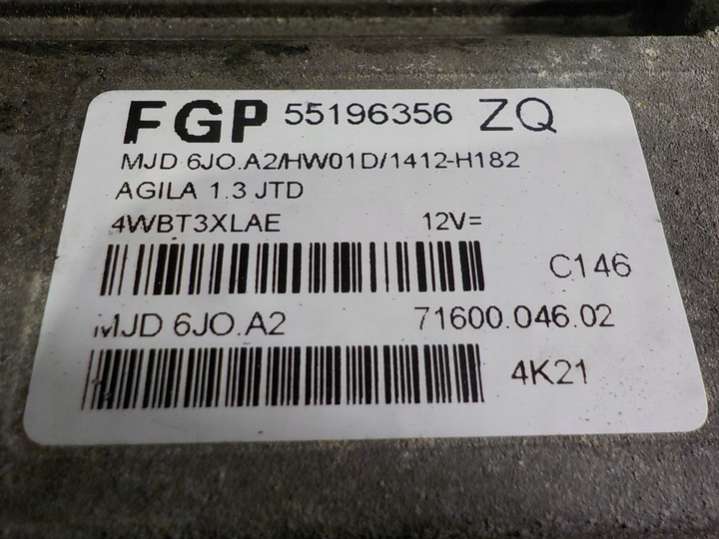 FGP 55196356 ZQ
MJD 6JO.A2/HW01D/1412-H182
AGILA 1.3 JTD
4WBT3XLAE 12V=
C146
MJD 6JO.A2 71600.046.02
4K21